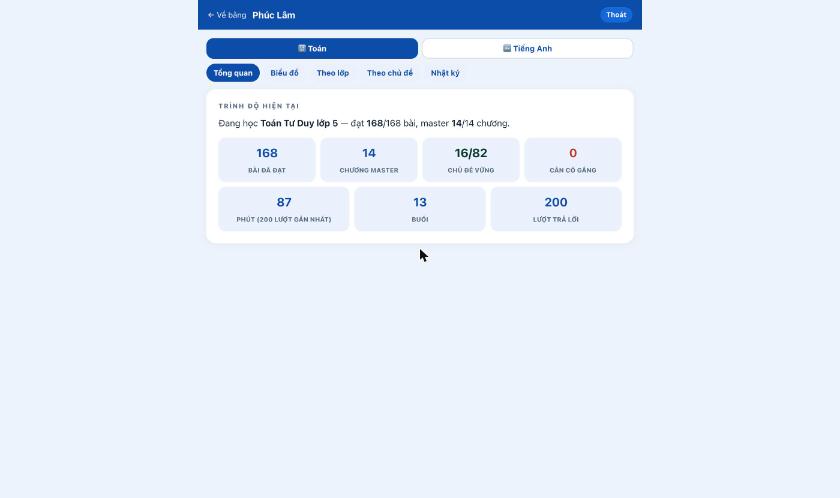 ← Về bảng Phúc Lâm Thoát
Toán Tiếng Anh
Tổng quan Biểu đồ Theo lớp Theo chủ đề Nhật ký
TRÌNH ĐỘ HIỆN TẠI
Đang học Toán Tư Duy lớp 5 — đạt 168/168 bài, master 14/14 chương.
168 14 16/82 0
BÀI ĐÃ ĐẠT CHƯƠNG MASTER CHỦ ĐỀ VỮNG CẦN CỐ GẮNG
87 13 200
PHÚT (200 LƯỢT GẦN NHẤT) BUỔI LƯỢT TRẢ LỜI